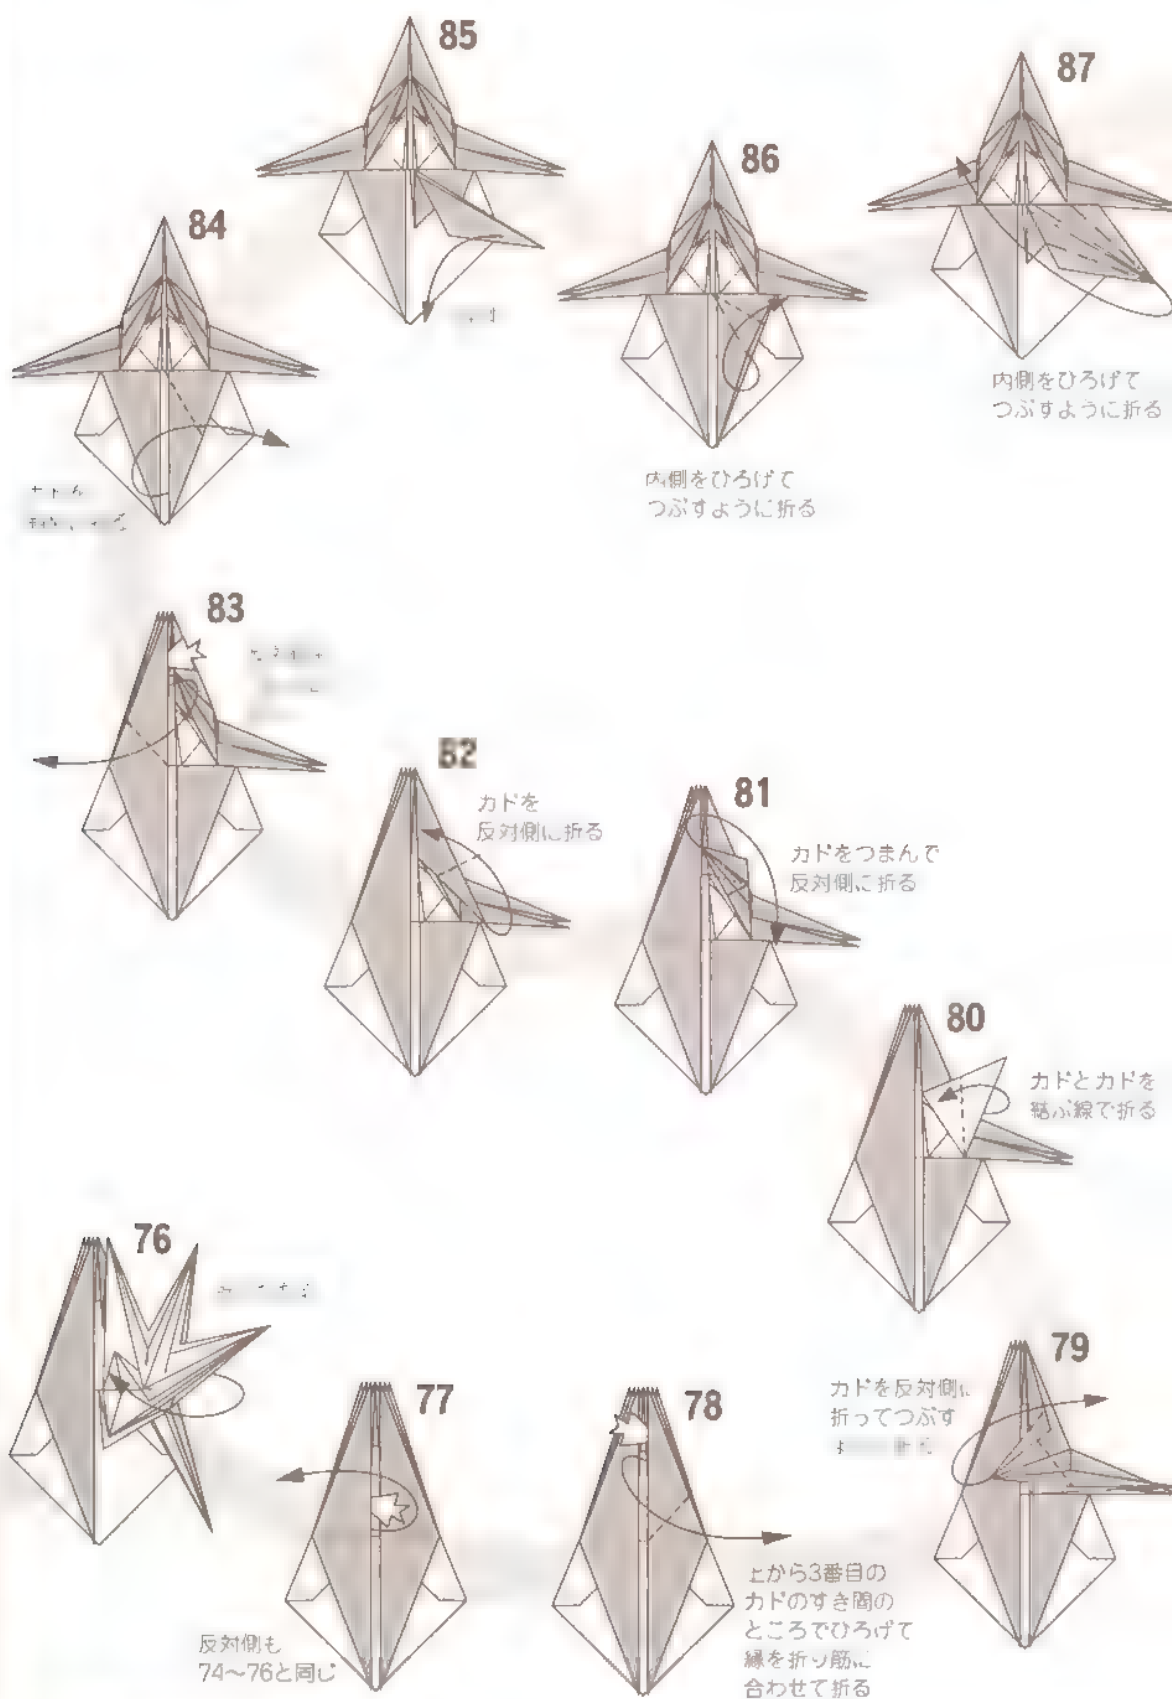 85
87
86
84
内側をひろげて
つぶすように折る
内側をひろげて
つぶすように折る
83
82
カドを
反対側に折る
81
カドをつまんで
反対側に折る
80
カドとカドを
結ぶ線で折る
76
79
カドを反対側に
折ってつぶす
77
78
反対側も
74〜76と同じ
上から3番目の
カドのすき間の
ところでひろげて
縁を折り筋に
合わせて折る